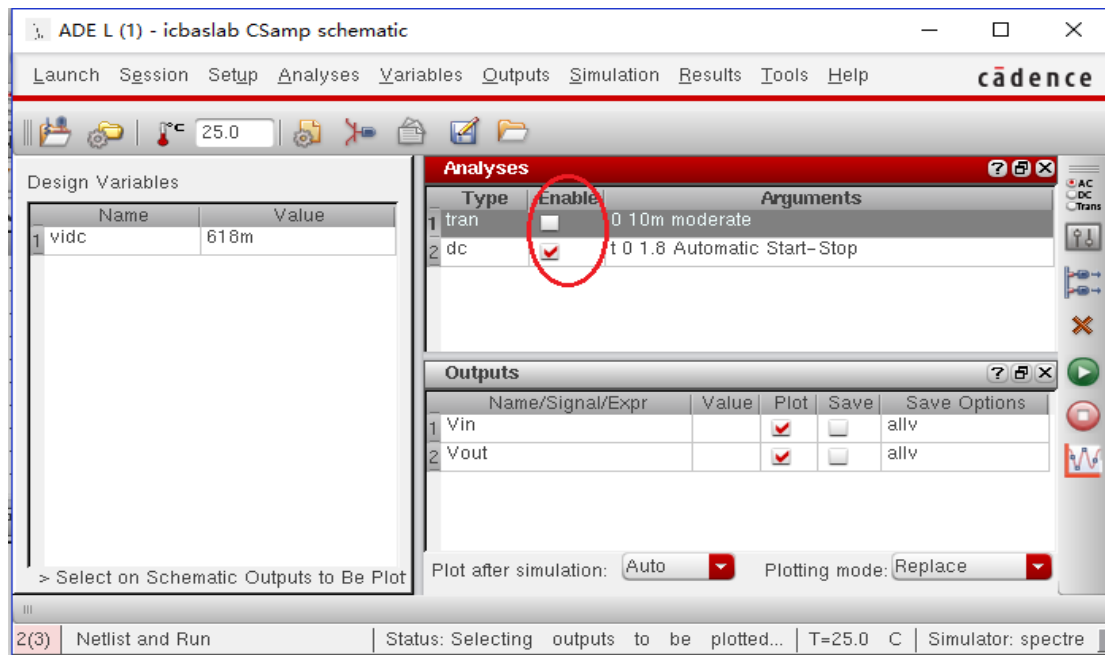 ADE L (1) - icbaslab CSamp schematic
Launch Session Setup Analyses Variables Outputs Simulation Results Tools Help cādence
°C 25.0
Design Variables
Name Value
1 vidc 618m
> Select on Schematic Outputs to Be Plot
Analyses
Type Enable Arguments
1 tran 0 10m moderate
2 dc t 0 1.8 Automatic Start-Stop
Outputs
Name/Signal/Expr Value Plot Save Save Options
1 Vin allv
2 Vout allv
Plot after simulation: Auto Plotting mode: Replace
AC
DC
Trans
2(3) Netlist and Run Status: Selecting outputs to be plotted... T=25.0 C Simulator: spectre